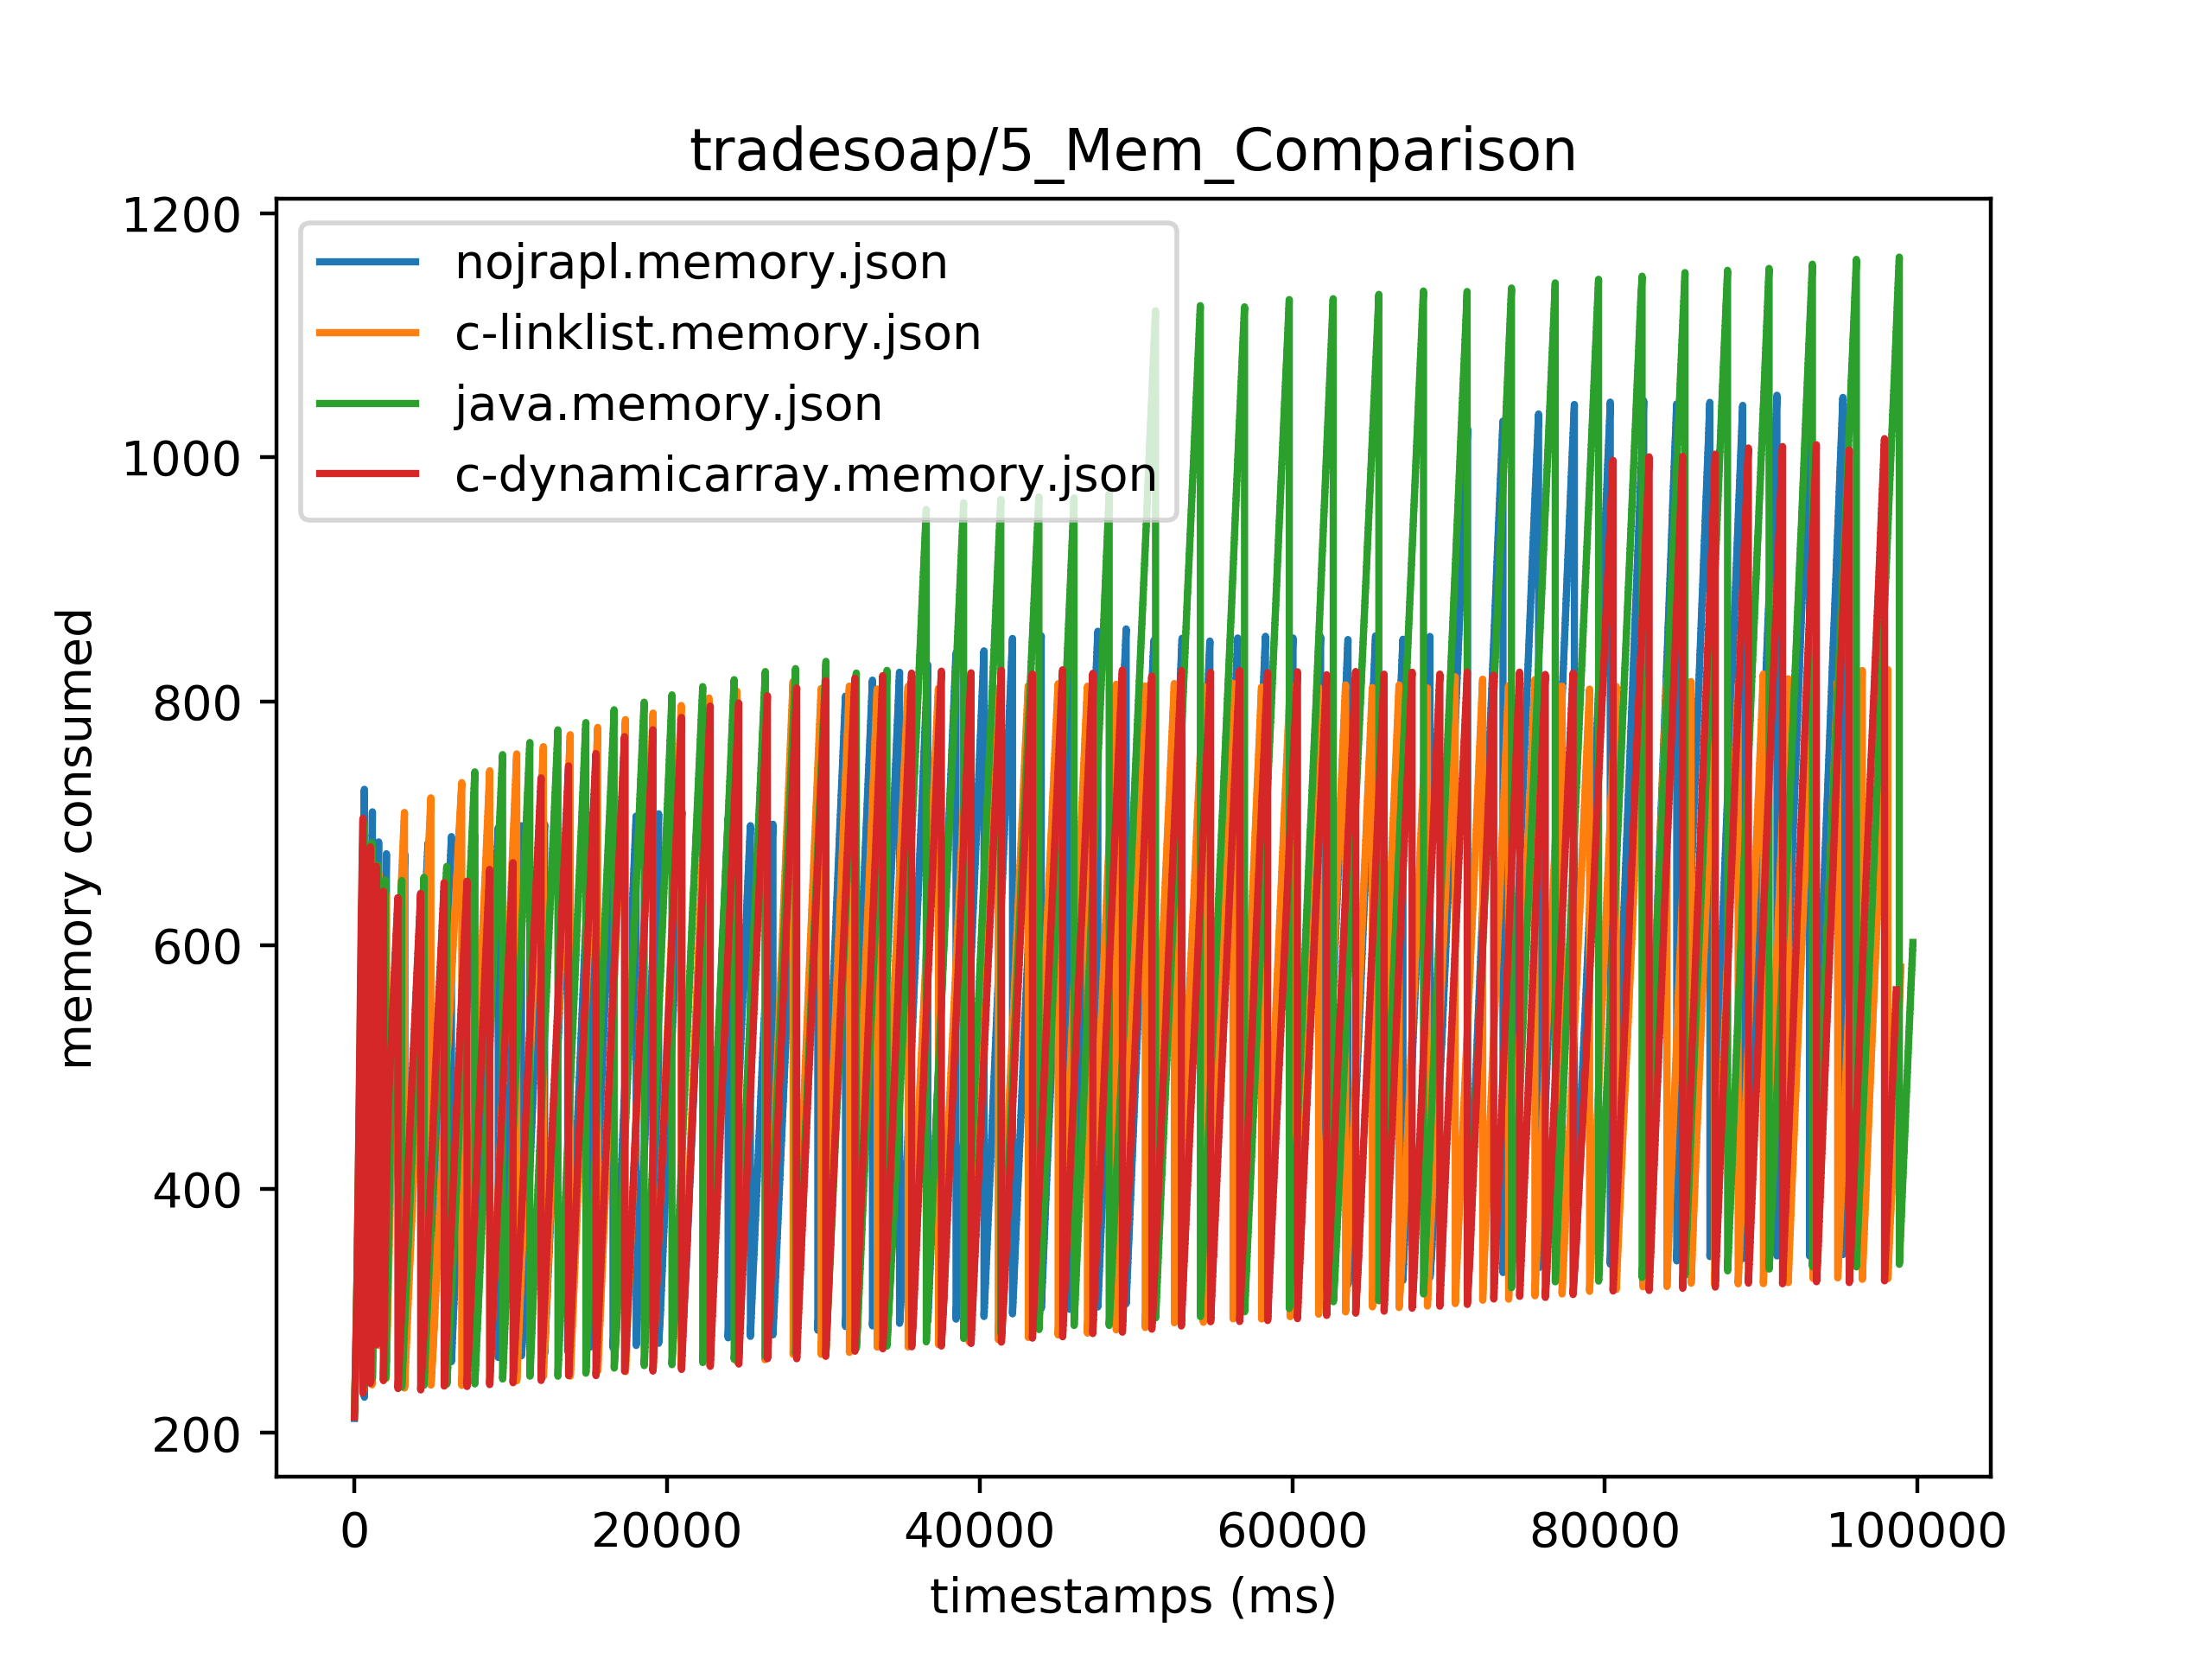 tradesoap/5_Mem_Comparison
1200
1000
800
600
400
200
memory consumed
nojrapl.memory.json
c-linklist.memory.json
java.memory.json
c-dynamicarray.memory.json
0
20000
40000
60000
80000
100000
timestamps (ms)